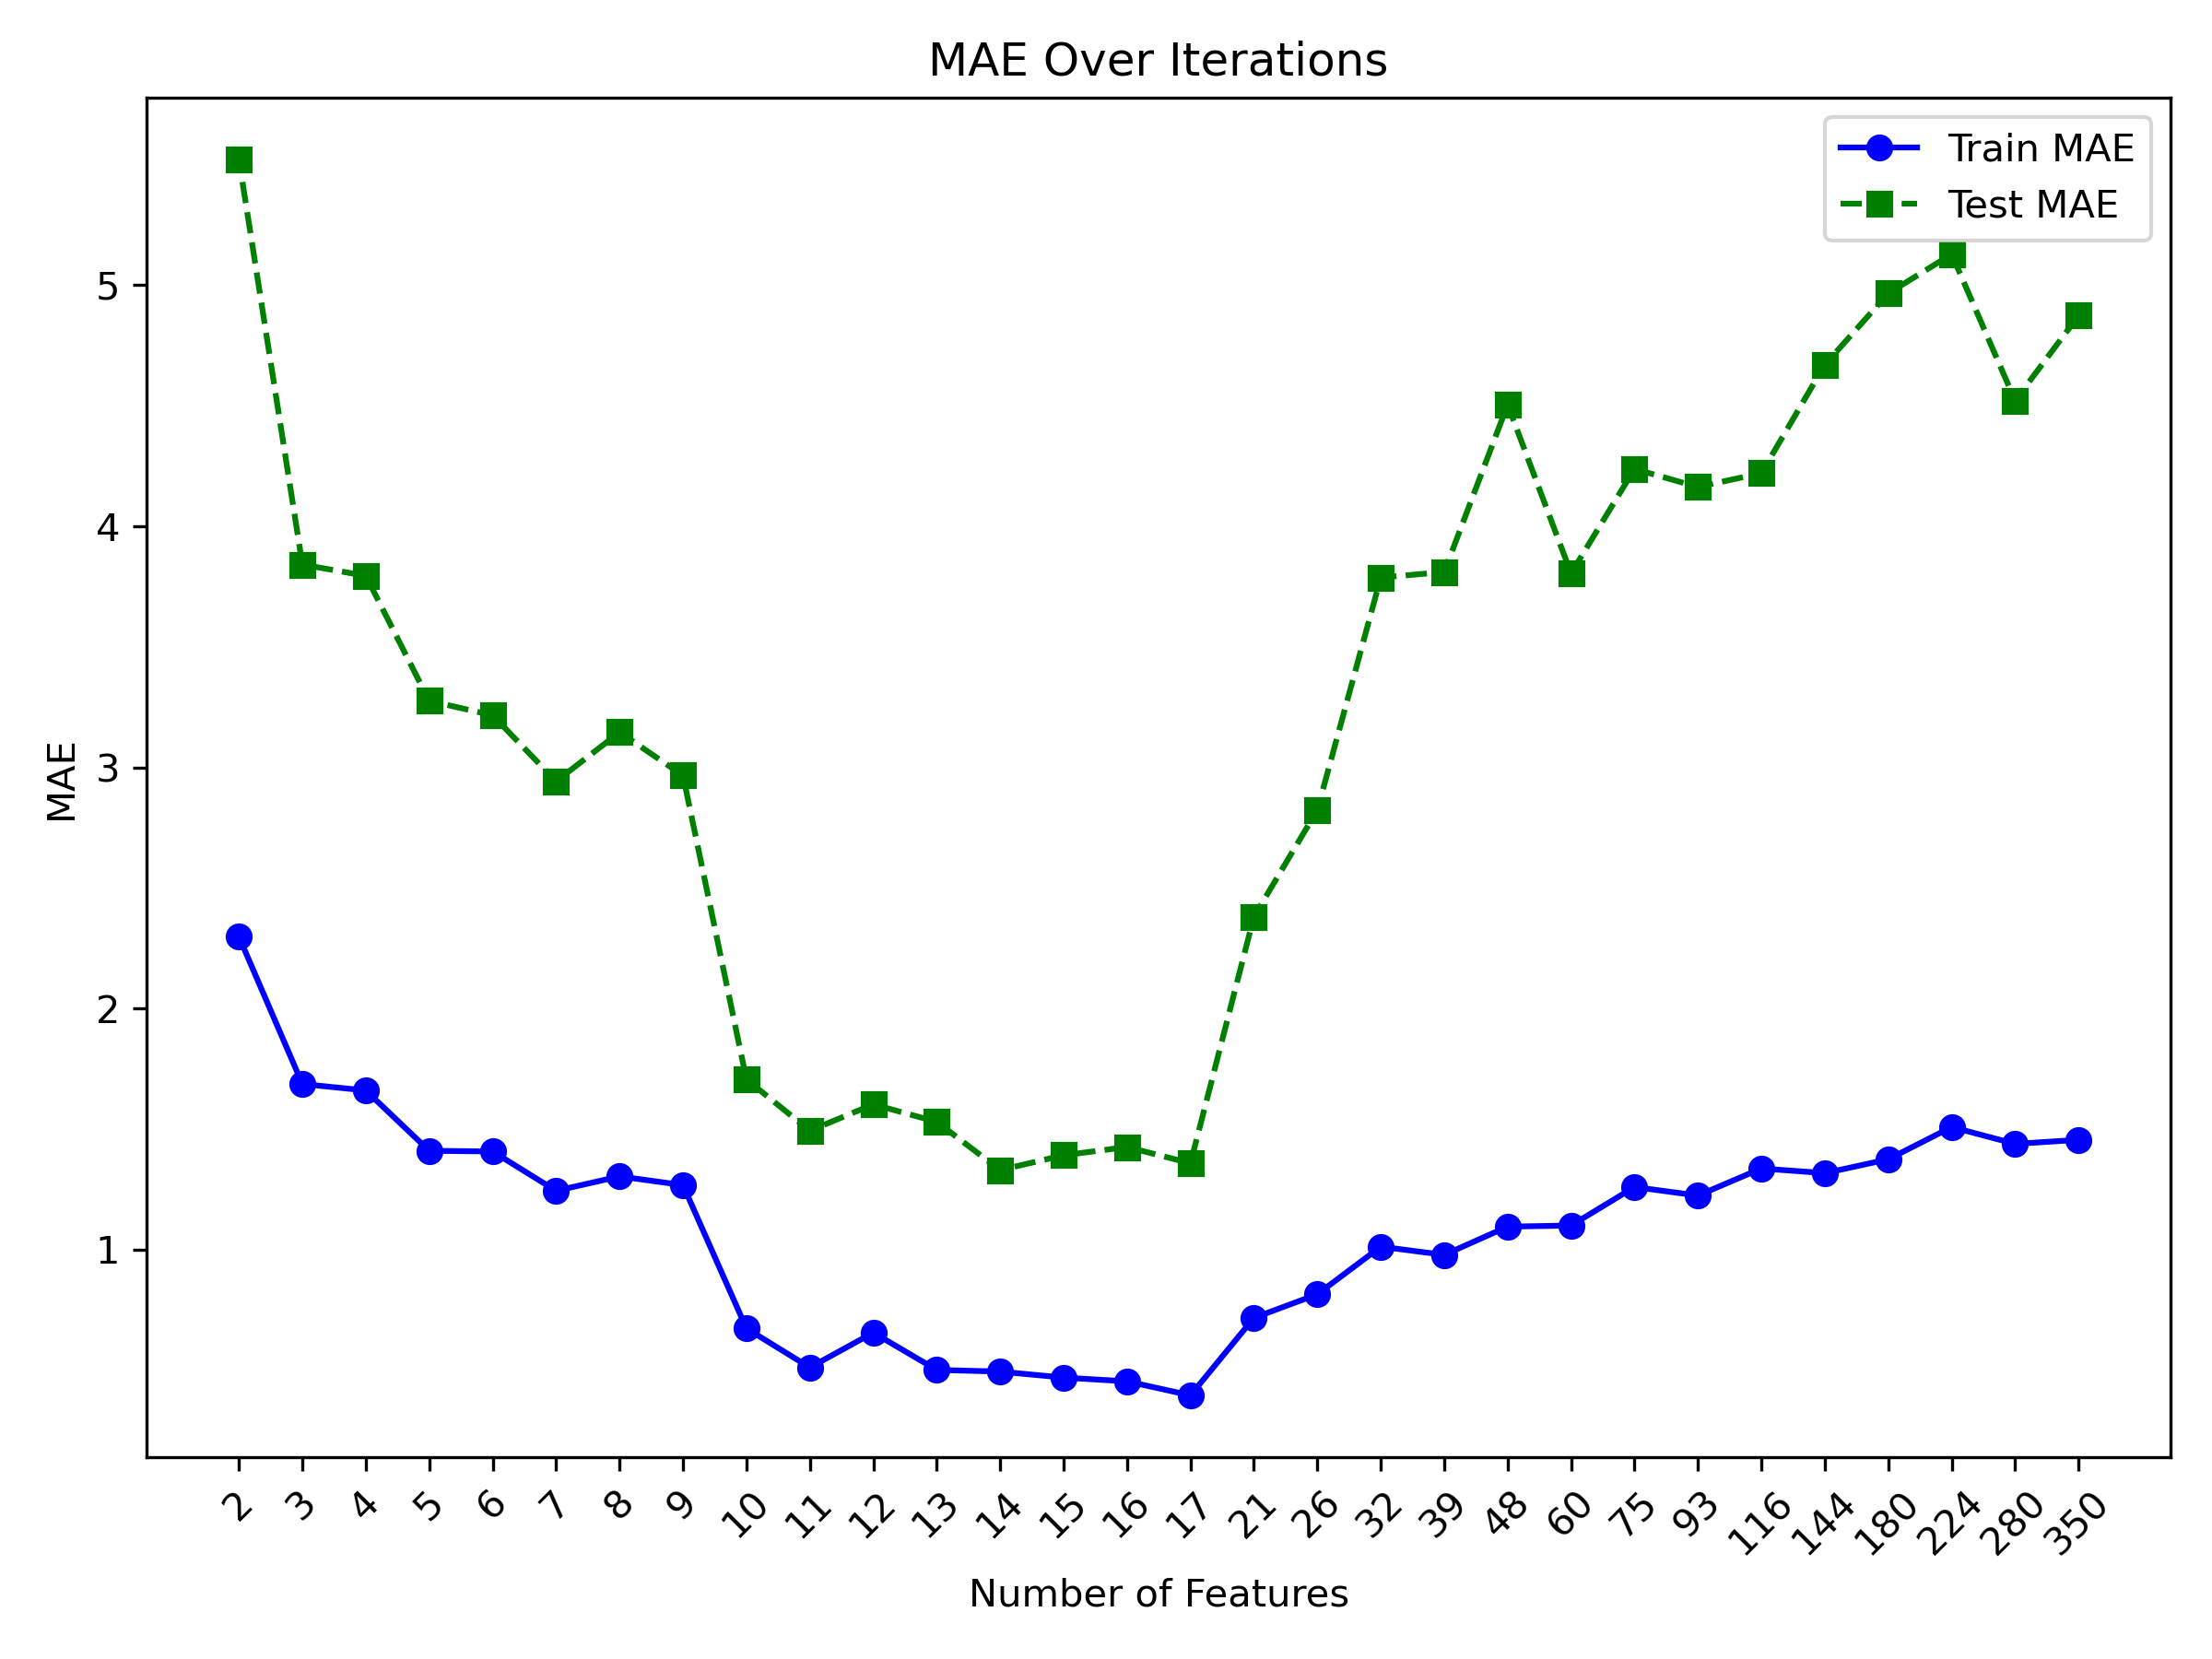 MAE Over Iterations
Train MAE
Test MAE
5
4
3
2
1
MAE
2 3 4 5 6 7 8 9 10 11 12 13 14 15 16 17 21 26 32 39 48 60 75 93 116 144 180 224 280 350
Number of Features